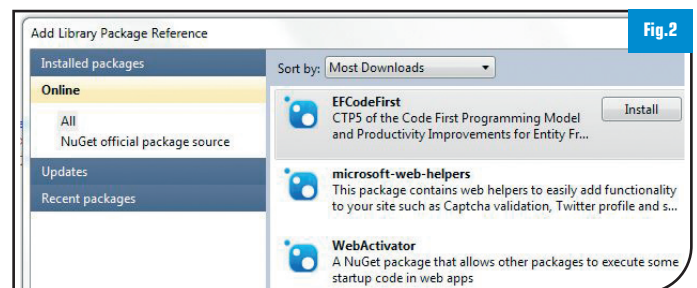 Fig.2
Add Library Package Reference
Installed packages
Online
All
NuGet official package source
Updates
Recent packages
Sort by: Most Downloads
EFCodeFirst
Install
CTP5 of the Code First Programming Model
and Productivity Improvements for Entity Fr...
microsoft-web-helpers
This package contains web helpers to easily add functionality
to your site such as Captcha validation, Twitter profile and s...
WebActivator
A NuGet package that allows other packages to execute some
startup code in web apps